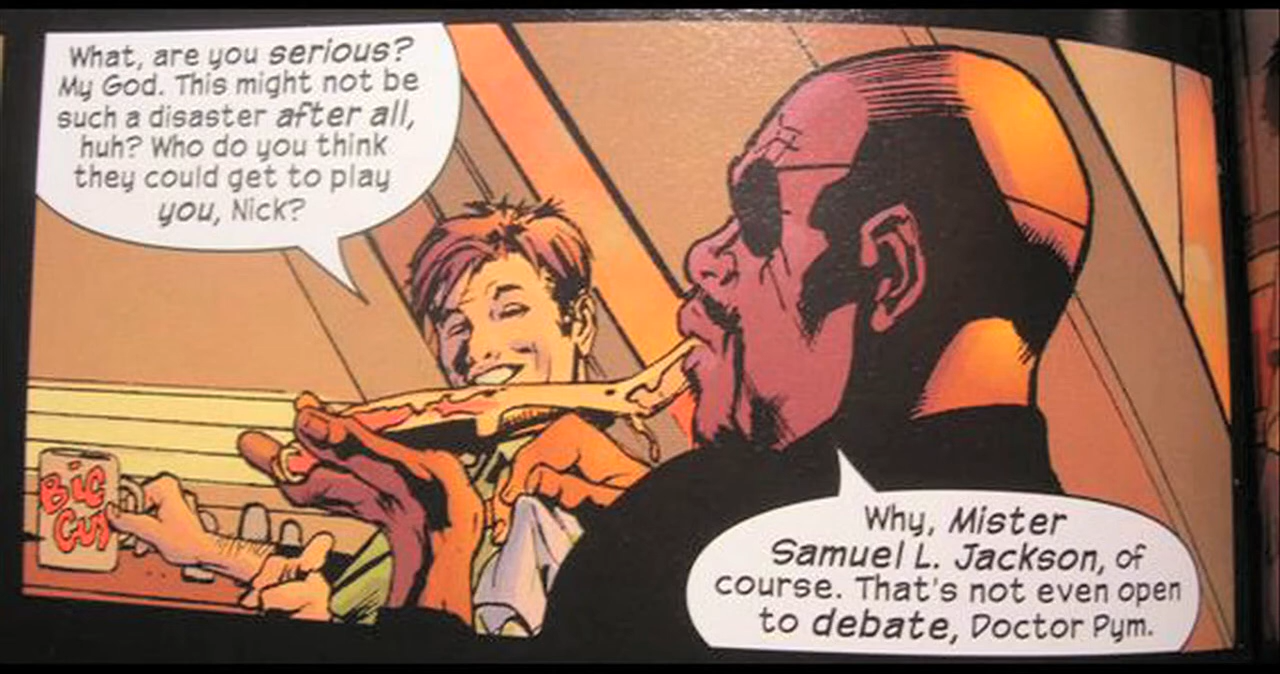 What, are you serious?
My God. This might not be
such a disaster after all,
huh? Who do you think
they could get to play
you, Nick?
BiG
GUY
Why, Mister
Samuel L. Jackson, of
course. That's not even open
to debate, Doctor Pym.